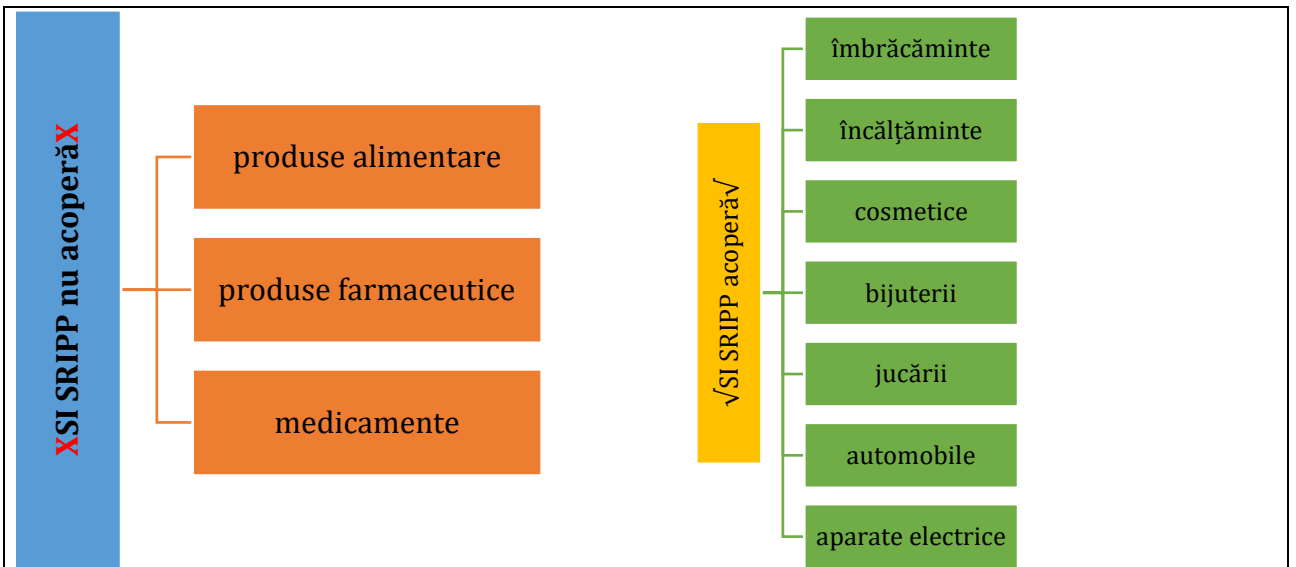 XSI SRIPP nu acoperăX
produse alimentare
produse farmaceutice
medicamente
√SI SRIPP acoperă√
îmbrăcăminte
încălțăminte
cosmetice
bijuterii
jucării
automobile
aparate electrice